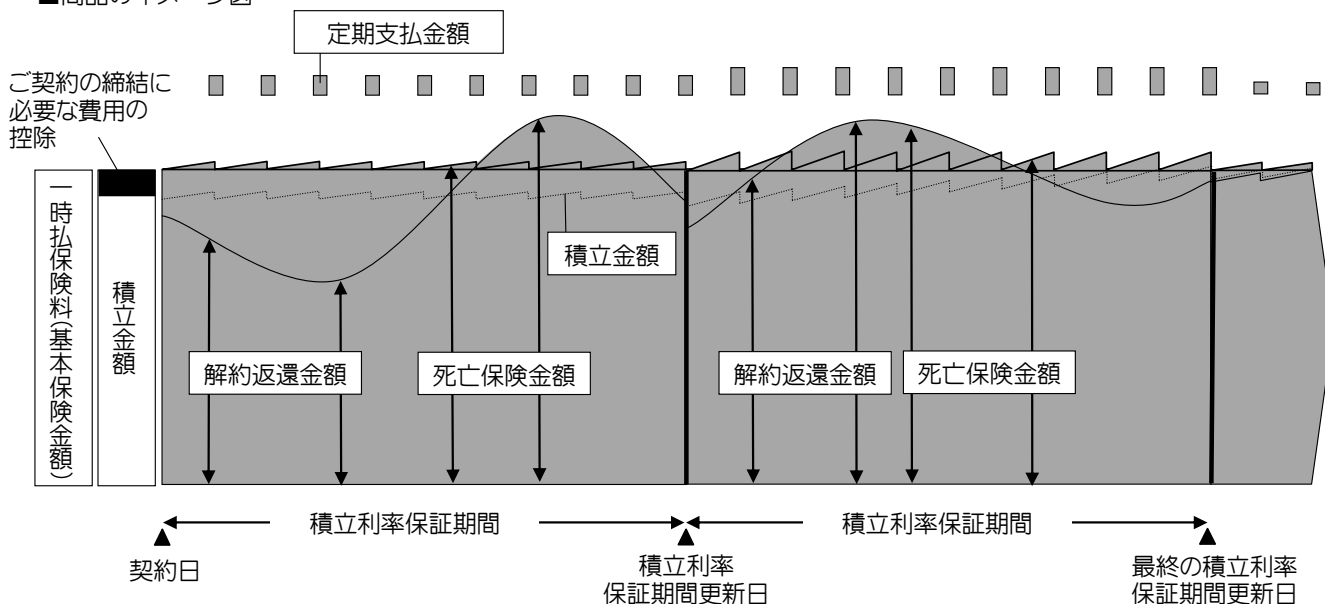 ■商品のイメージ図
定期支払金額
ご契約の締結に
必要な費用の
控除
一時払保険料(基本保険金額)
積立金額
積立金額
解約返還金額
死亡保険金額
解約返還金額
死亡保険金額
積立利率保証期間
積立利率保証期間
契約日
積立利率
保証期間更新日
最終の積立利率
保証期間更新日